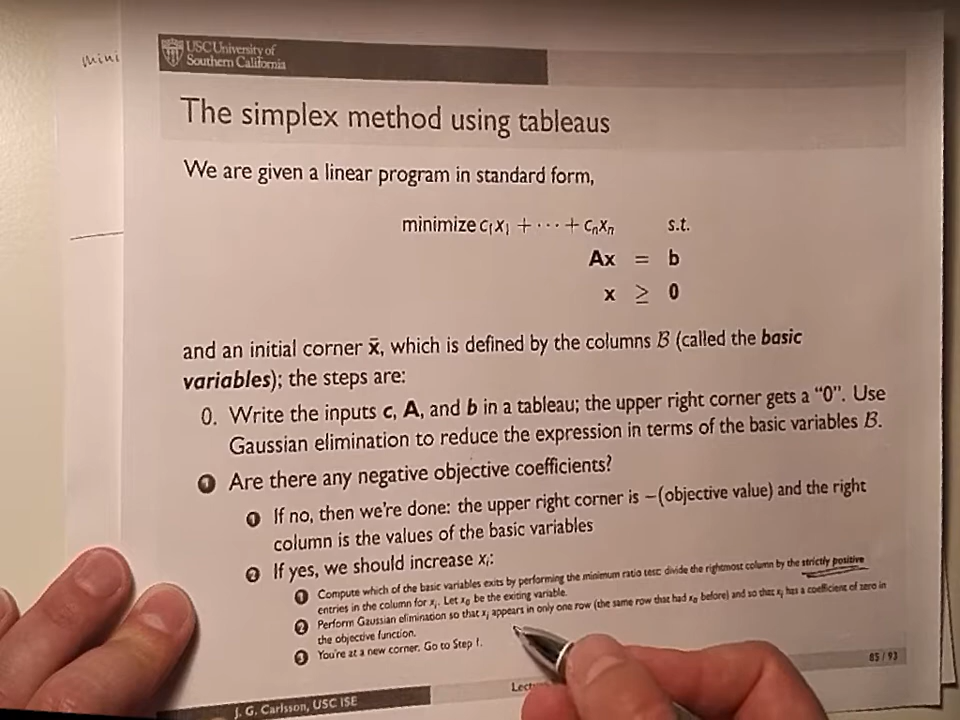 mini
USC University of
Southern California
The simplex method using tableaus
We are given a linear program in standard form,
minimize c₁x₁ + ··· + cₙxₙ s.t.
Ax = b
x ≥ 0
and an initial corner x̄, which is defined by the columns ℬ (called the basic
variables); the steps are:
0. Write the inputs c, A, and b in a tableau; the upper right corner gets a “0”. Use
Gaussian elimination to reduce the expression in terms of the basic variables ℬ.
1 Are there any negative objective coefficients?
1 If no, then we're done: the upper right corner is −(objective value) and the right
column is the values of the basic variables
2 If yes, we should increase xᵢ:
1 Compute which of the basic variables exits by performing the minimum ratio test: divide the rightmost column by the strictly positive
entries in the column for xᵢ. Let xₒ be the exiting variable.
2 Perform Gaussian elimination so that xᵢ appears in only one row (the same row that had xₒ before) and so that xᵢ has a coefficient of zero in
the objective function.
3 You're at a new corner. Go to Step 1.
85 / 93
J. G. Carlsson, USC ISE